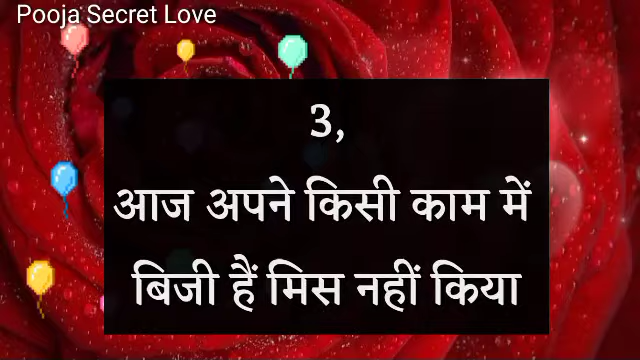 Pooja Secret Love
3,
आज अपने किसी काम में
बिजी हैं मिस नहीं किया